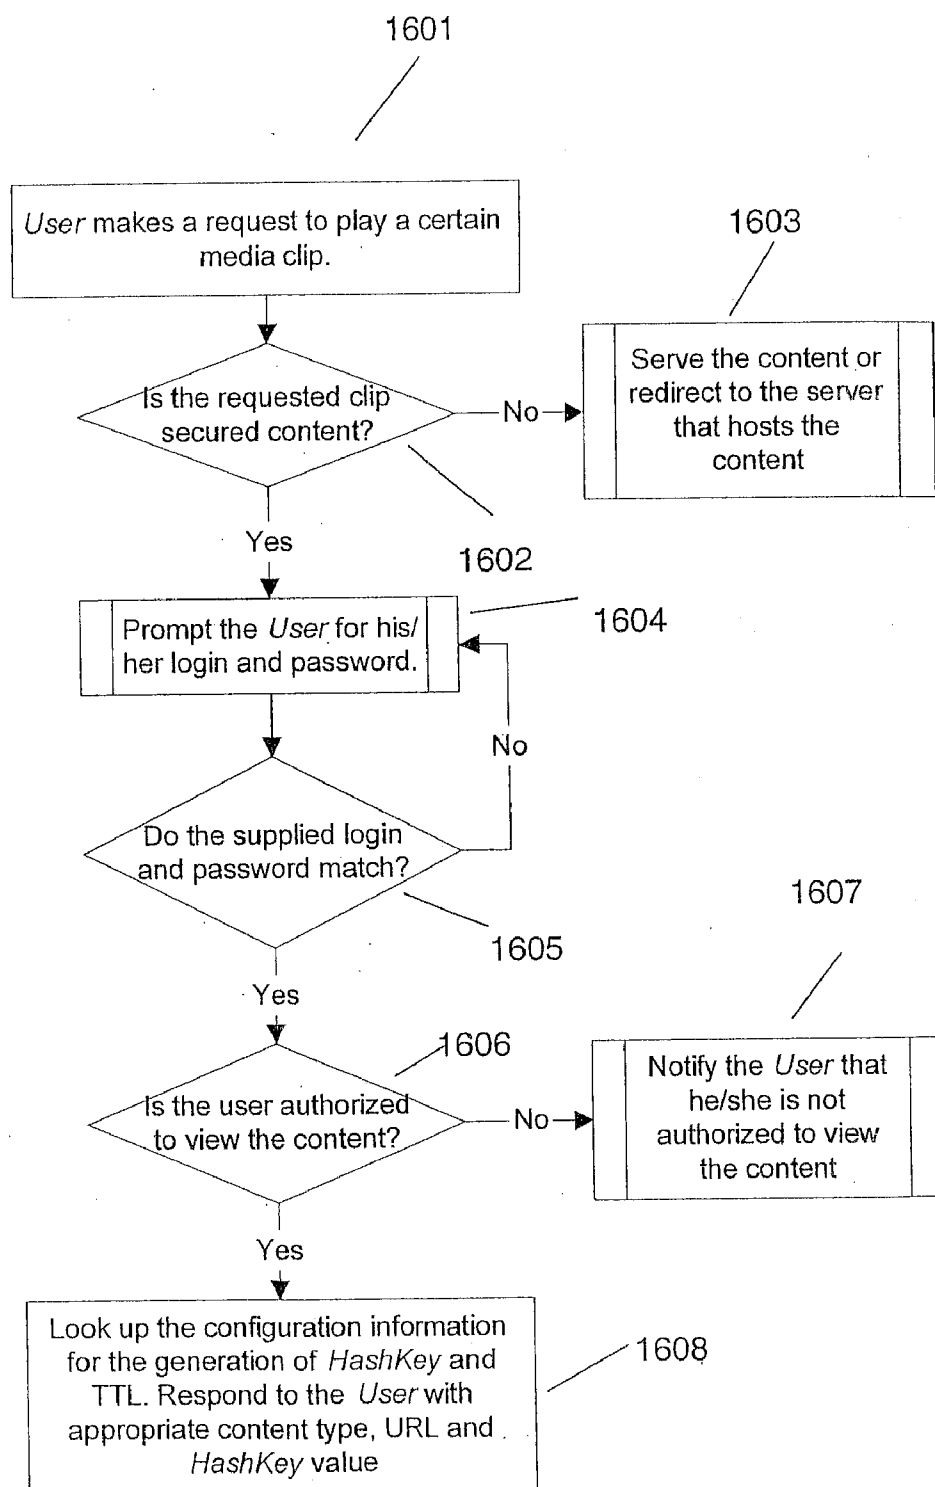 1601
User makes a request to play a certain
media clip.
1603
Serve the content or
redirect to the server
that hosts the
content
Is the requested clip
secured content?
No
1602
Yes
1604
Prompt the User for his/
her login and password.
No
Do the supplied login
and password match?
1605
1607
Yes
1606
Is the user authorized
to view the content?
No
Notify the User that
he/she is not
authorized to view
the content
Yes
Look up the configuration information
for the generation of HashKey and
TTL. Respond to the User with
appropriate content type, URL and
HashKey value
1608